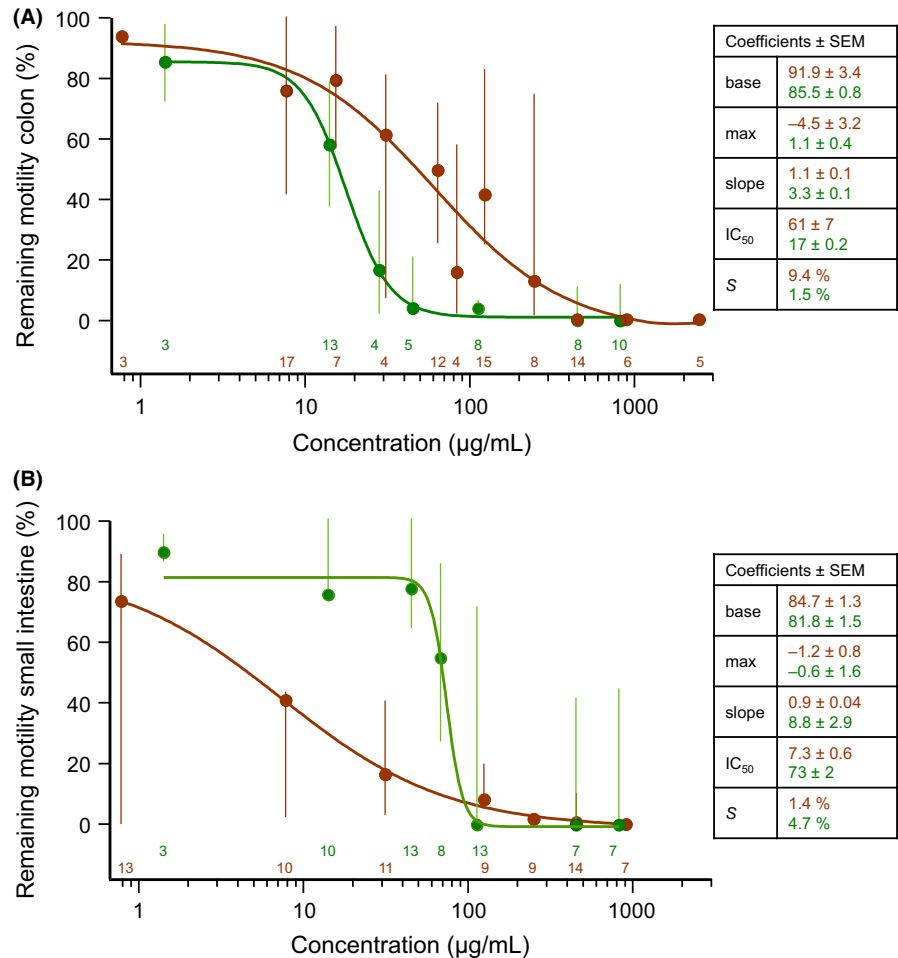 (A)
Remaining motility colon (%)
100
80
60
40
20
0
3 13 4 5 8 8 10
3 17 7 4 12 4 15 8 14 6 5
1 10 100 1000
Concentration (µg/mL)
Coefficients ± SEM
base 91.9 ± 3.4
85.5 ± 0.8
max –4.5 ± 3.2
1.1 ± 0.4
slope 1.1 ± 0.1
3.3 ± 0.1
IC50 61 ± 7
17 ± 0.2
S 9.4 %
1.5 %
(B)
Remaining motility small intestine (%)
100
80
60
40
20
0
3 10 13 8 13 7 7
13 10 11 9 9 14 7
1 10 100 1000
Concentration (µg/mL)
Coefficients ± SEM
base 84.7 ± 1.3
81.8 ± 1.5
max –1.2 ± 0.8
–0.6 ± 1.6
slope 0.9 ± 0.04
8.8 ± 2.9
IC50 7.3 ± 0.6
73 ± 2
S 1.4 %
4.7 %